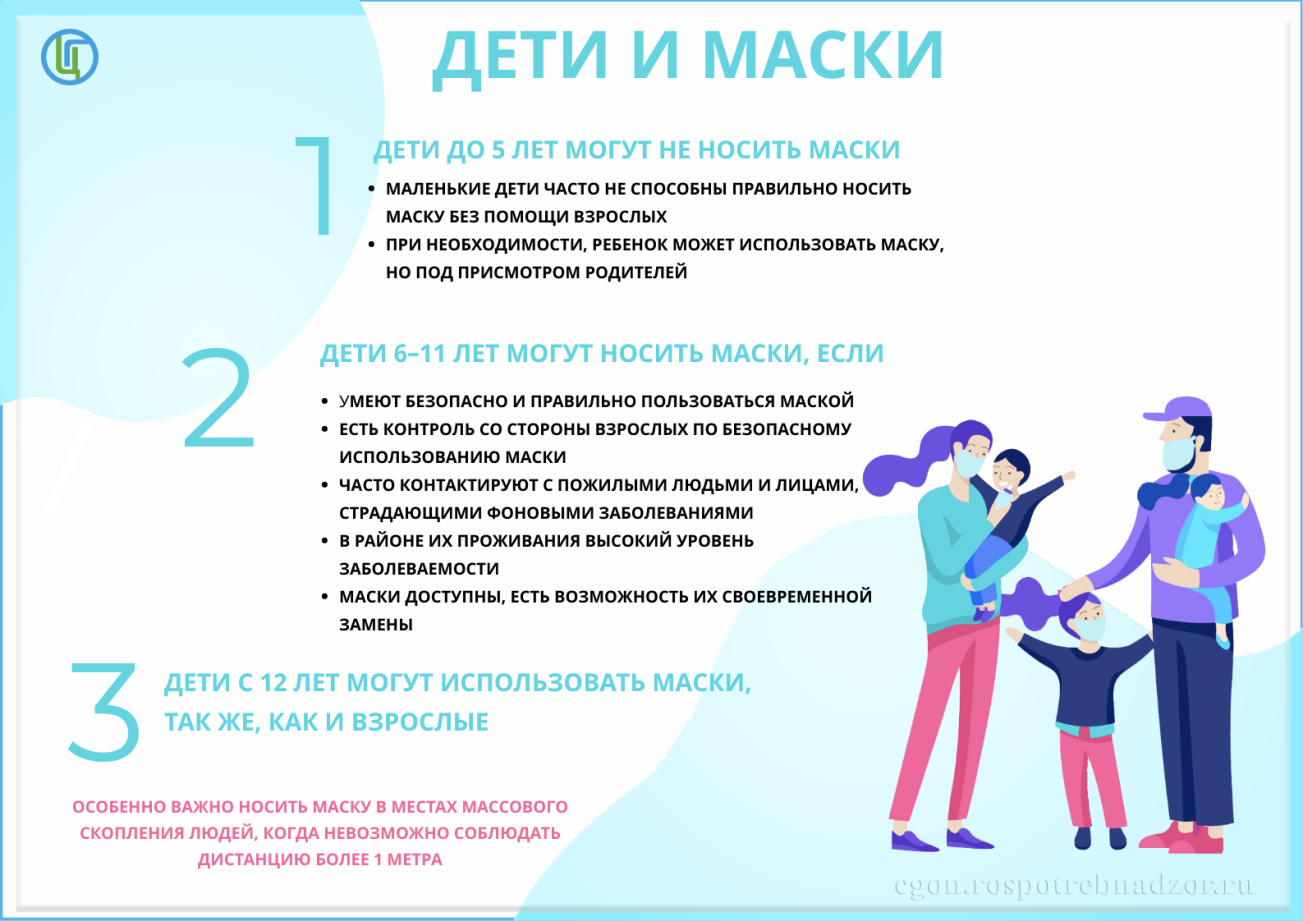 ДЕТИ И МАСКИ
1
ДЕТИ ДО 5 ЛЕТ МОГУТ НЕ НОСИТЬ МАСКИ
• МАЛЕНЬКИЕ ДЕТИ ЧАСТО НЕ СПОСОБНЫ ПРАВИЛЬНО НОСИТЬ
МАСКУ БЕЗ ПОМОЩИ ВЗРОСЛЫХ
• ПРИ НЕОБХОДИМОСТИ, РЕБЕНОК МОЖЕТ ИСПОЛЬЗОВАТЬ МАСКУ,
НО ПОД ПРИСМОТРОМ РОДИТЕЛЕЙ
2
ДЕТИ 6–11 ЛЕТ МОГУТ НОСИТЬ МАСКИ, ЕСЛИ
• УМЕЮТ БЕЗОПАСНО И ПРАВИЛЬНО ПОЛЬЗОВАТЬСЯ МАСКОЙ
• ЕСТЬ КОНТРОЛЬ СО СТОРОНЫ ВЗРОСЛЫХ ПО БЕЗОПАСНОМУ
ИСПОЛЬЗОВАНИЮ МАСКИ
• ЧАСТО КОНТАКТИРУЮТ С ПОЖИЛЫМИ ЛЮДЬМИ И ЛИЦАМИ,
СТРАДАЮЩИМИ ФОНОВЫМИ ЗАБОЛЕВАНИЯМИ
• В РАЙОНЕ ИХ ПРОЖИВАНИЯ ВЫСОКИЙ УРОВЕНЬ
ЗАБОЛЕВАЕМОСТИ
• МАСКИ ДОСТУПНЫ, ЕСТЬ ВОЗМОЖНОСТЬ ИХ СВОЕВРЕМЕННОЙ
ЗАМЕНЫ
7
3
ДЕТИ С 12 ЛЕТ МОГУТ ИСПОЛЬЗОВАТЬ МАСКИ,
ТАК ЖЕ, КАК И ВЗРОСЛЫЕ
ОСОБЕННО ВАЖНО НОСИТЬ МАСКУ В МЕСТАХ МАССОВОГО
СКОПЛЕНИЯ ЛЮДЕЙ, КОГДА НЕВОЗМОЖНО СОБЛЮДАТЬ
ДИСТАНЦИЮ БОЛЕЕ 1 МЕТРА
cgon.rospotrebnadzor.ru